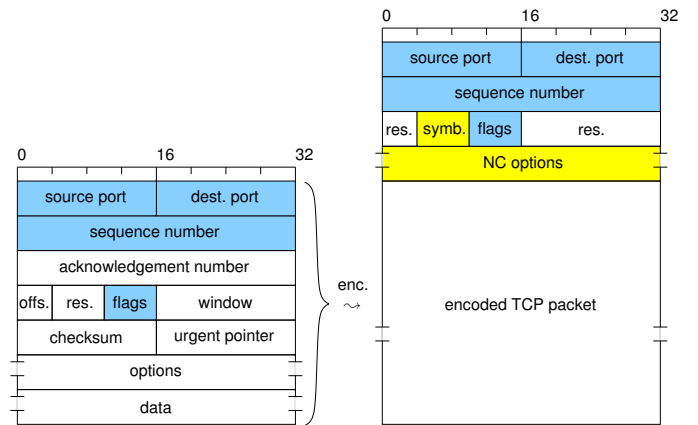 0 16 32
source port dest. port
sequence number
res. symb. flags res.
NC options
encoded TCP packet
0 16 32
source port dest. port
sequence number
acknowledgement number
offs. res. flags window
checksum urgent pointer
options
data
enc.
⤳